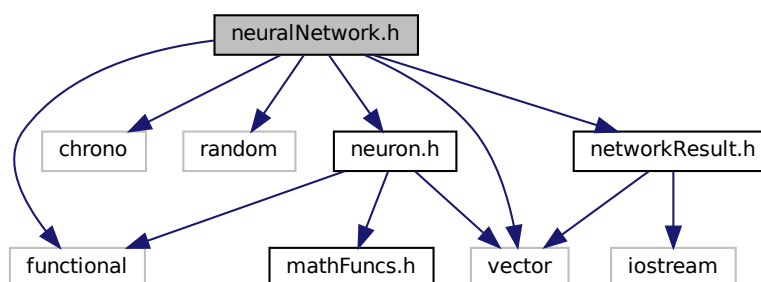 neuralNetwork.h
chrono
random
neuron.h
networkResult.h
functional
mathFuncs.h
vector
iostream